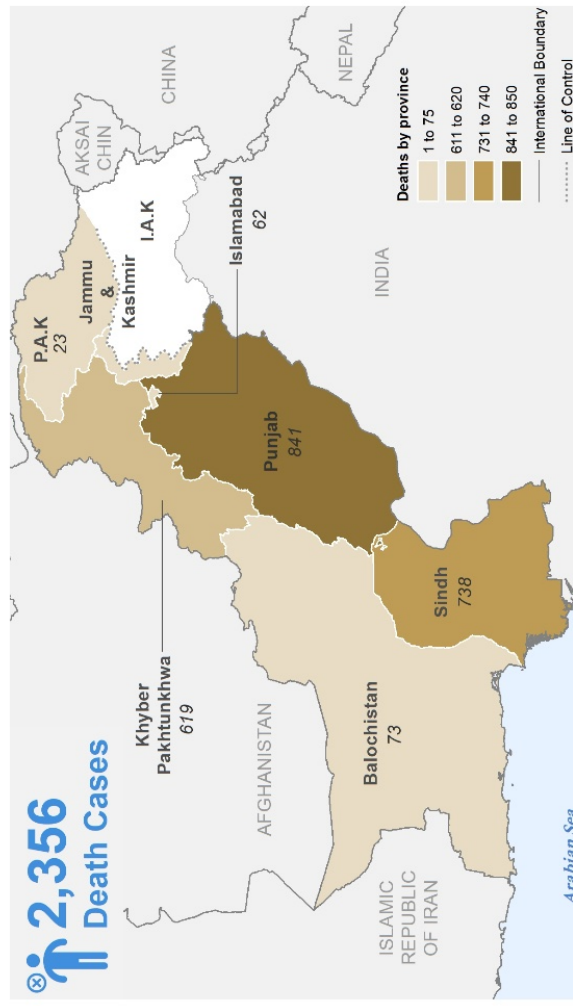 2,356
Death Cases
AKSAI
CHIN
CHINA
NEPAL
P.A.K
23
Jammu
&
Kashmir
I.A.K
Islamabad
62
Khyber
Pakhtunkhwa
619
Punjab
841
AFGHANISTAN
INDIA
Balochistan
73
Sindh
738
ISLAMIC
REPUBLIC
OF IRAN
Arabian Sea
Deaths by province
1 to 75
611 to 620
731 to 740
841 to 850
International Boundary
Line of Control